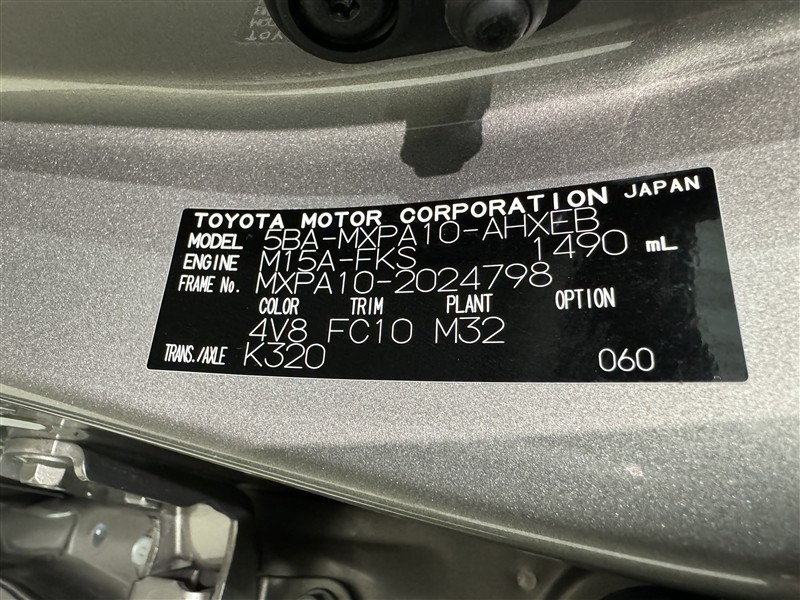 TOYOTA MOTOR CORPORATION JAPAN
MODEL 5BA-MXPA10-AHXEB
ENGINE M15A-FKS 1490 mL
FRAME No. MXPA10-2024798
COLOR TRIM PLANT OPTION
4V8 FC10 M32
TRANS./AXLE K320 060